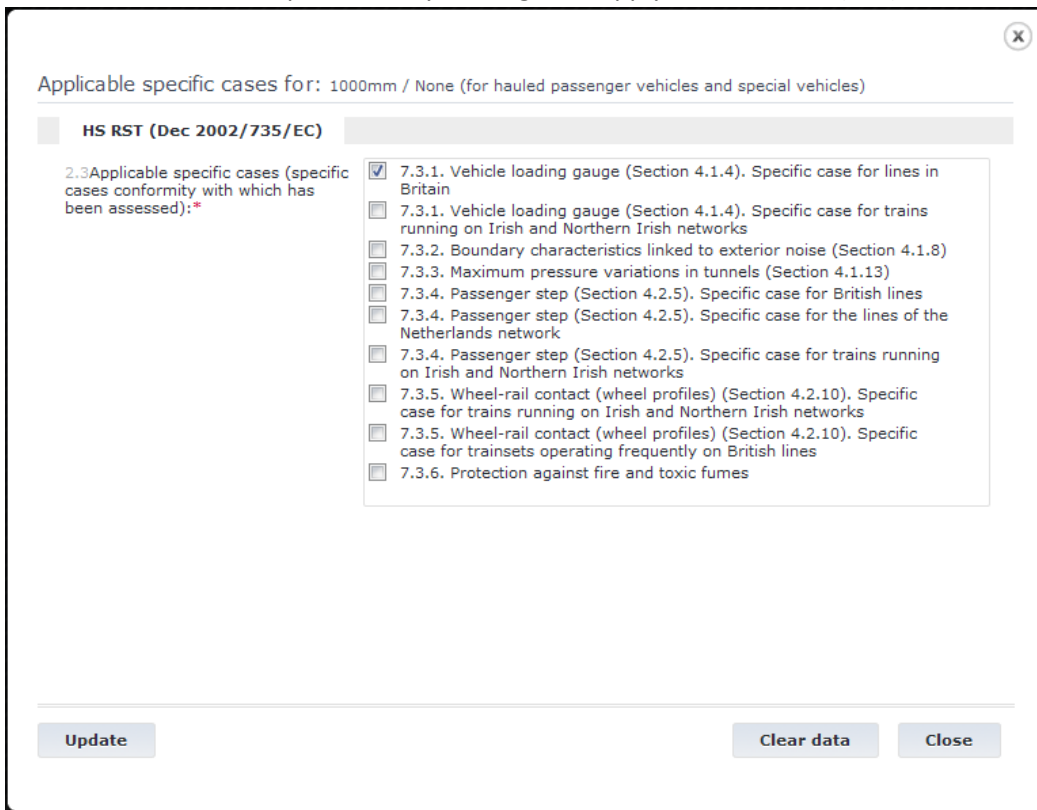 x
Applicable specific cases for: 1000mm / None (for hauled passenger vehicles and special vehicles)
HS RST (Dec 2002/735/EC)
2.3Applicable specific cases (specific
cases conformity with which has
been assessed):*
7.3.1. Vehicle loading gauge (Section 4.1.4). Specific case for lines in
Britain
7.3.1. Vehicle loading gauge (Section 4.1.4). Specific case for trains
running on Irish and Northern Irish networks
7.3.2. Boundary characteristics linked to exterior noise (Section 4.1.8)
7.3.3. Maximum pressure variations in tunnels (Section 4.1.13)
7.3.4. Passenger step (Section 4.2.5). Specific case for British lines
7.3.4. Passenger step (Section 4.2.5). Specific case for the lines of the
Netherlands network
7.3.4. Passenger step (Section 4.2.5). Specific case for trains running
on Irish and Northern Irish networks
7.3.5. Wheel-rail contact (wheel profiles) (Section 4.2.10). Specific
case for trains running on Irish and Northern Irish networks
7.3.5. Wheel-rail contact (wheel profiles) (Section 4.2.10). Specific
case for trainsets operating frequently on British lines
7.3.6. Protection against fire and toxic fumes
Update
Clear data
Close